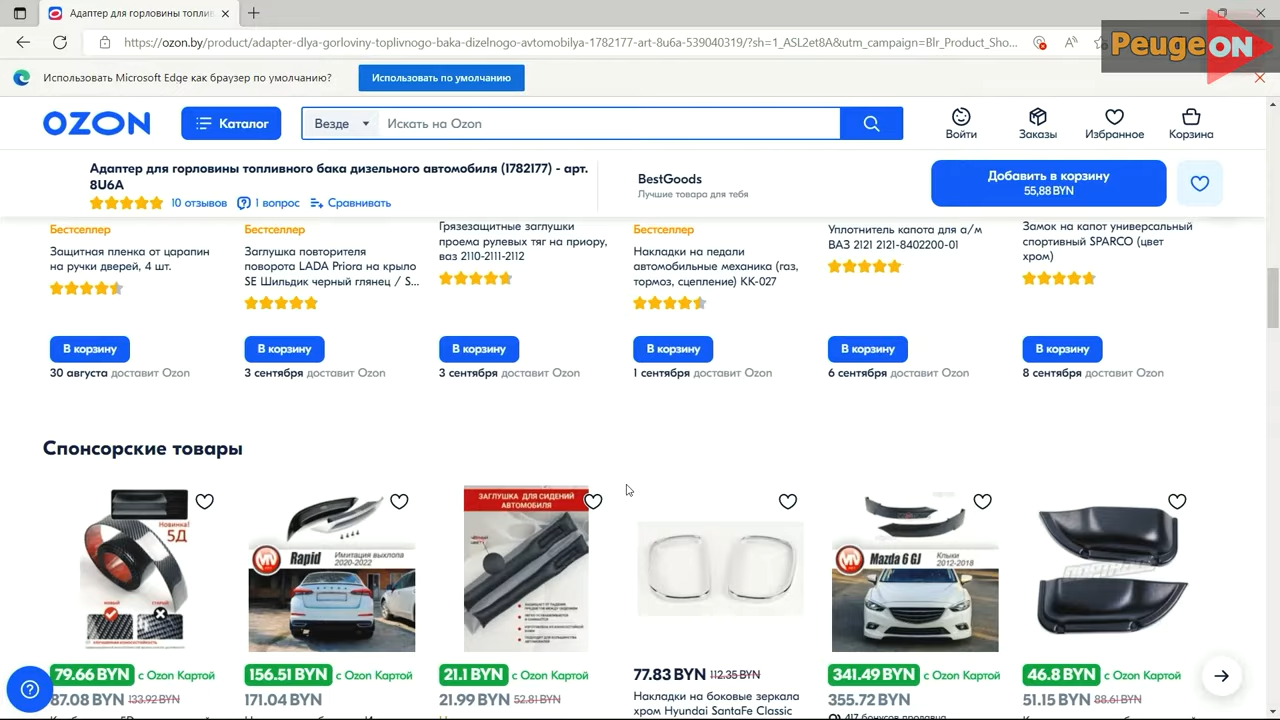 Адаптер для горловины топлив
https://ozon.by/product/adapter-dlya-gorloviny-toplivnogo-baka-dizelnogo-avtomobilya-1782177-art-8u6a-539040319/?sh=1_ASL2et8A&utm_campaign=Blr_Product_Sho...
PeugeON
Использовать Microsoft Edge как браузер по умолчанию?
Использовать по умолчанию
OZON
Каталог
Везде
Искать на Ozon
Войти
Заказы
Избранное
Корзина
Адаптер для горловины топливного бака дизельного автомобиля (1782177) - арт.
8U6A
10 отзывов
1 вопрос
Сравнивать
BestGoods
Лучшие товара для тебя
Добавить в корзину
55,88 BYN
Бестселлер
Защитная пленка от царапин
на ручки дверей, 4 шт.
В корзину
30 августа доставит Ozon
Бестселлер
Заглушка повторителя
поворота LADA Priora на крыло
SE Шильдик черный глянец / S...
В корзину
3 сентября доставит Ozon
Грязезащитные заглушки
проема рулевых тяг на приору,
ваз 2110-2111-2112
В корзину
3 сентября доставит Ozon
Бестселлер
Накладки на педали
автомобильные механика (газ,
тормоз, сцепление) КК-027
В корзину
1 сентября доставит Ozon
Уплотнитель капота для а/м
ВАЗ 2121 2121-8402200-01
В корзину
6 сентября доставит Ozon
Замок на капот универсальный
спортивный SPARCO (цвет
хром)
В корзину
8 сентября доставит Ozon
Спонсорские товары
Новинка!
5Д
79.66 BYN с Ozon Картой
87.08 BYN 133.92 BYN
Rapid
Имитация выхлопа
2020-2022
156.51 BYN с Ozon Картой
171.04 BYN
ЗАГЛУШКА ДЛЯ СИДЕНИЙ
АВТОМОБИЛЯ
21.1 BYN с Ozon Картой
21.99 BYN 52.81 BYN
77.83 BYN 112.35 BYN
Накладки на боковые зеркала
хром Hyundai SantaFe Classic
Mazda 6 GJ
Клыки
2012-2018
341.49 BYN с Ozon Картой
355.72 BYN
417 бонусов продавца
46.8 BYN с Ozon Картой
51.15 BYN 88.61 BYN